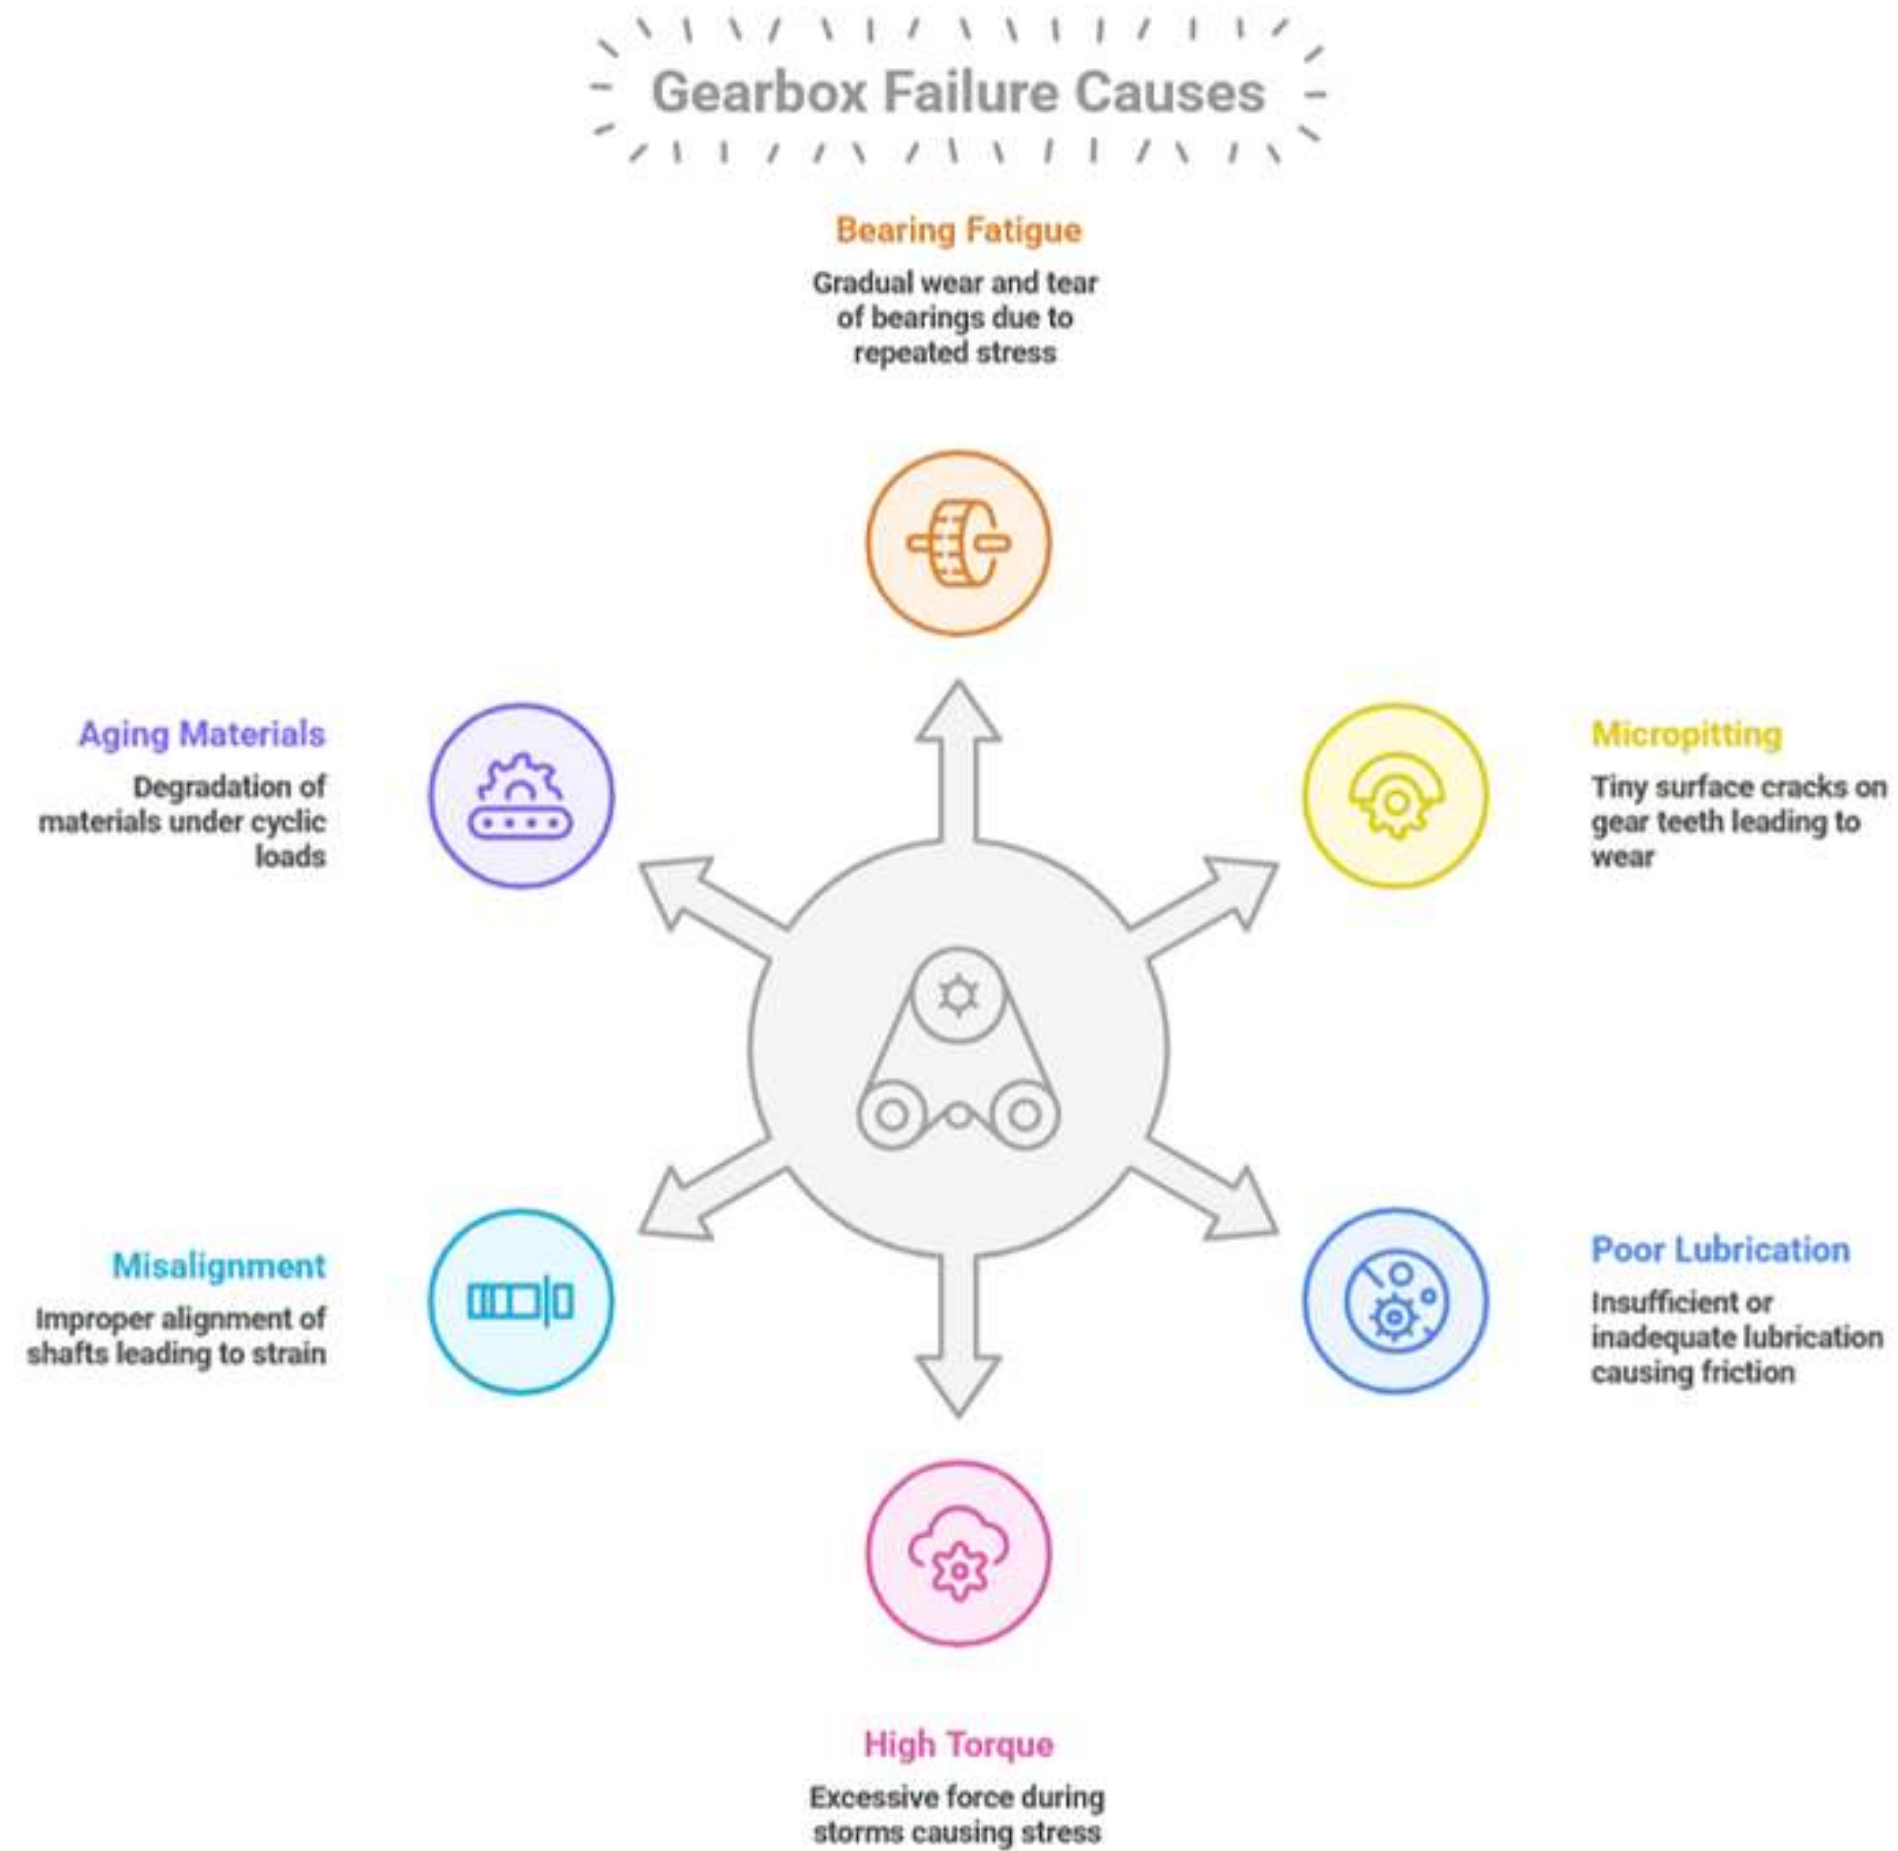 Gearbox Failure Causes
Bearing Fatigue
Gradual wear and tear
of bearings due to
repeated stress
Aging Materials
Degradation of
materials under cyclic
loads
Micropitting
Tiny surface cracks on
gear teeth leading to
wear
Misalignment
Improper alignment of
shafts leading to strain
Poor Lubrication
Insufficient or
inadequate lubrication
causing friction
High Torque
Excessive force during
storms causing stress